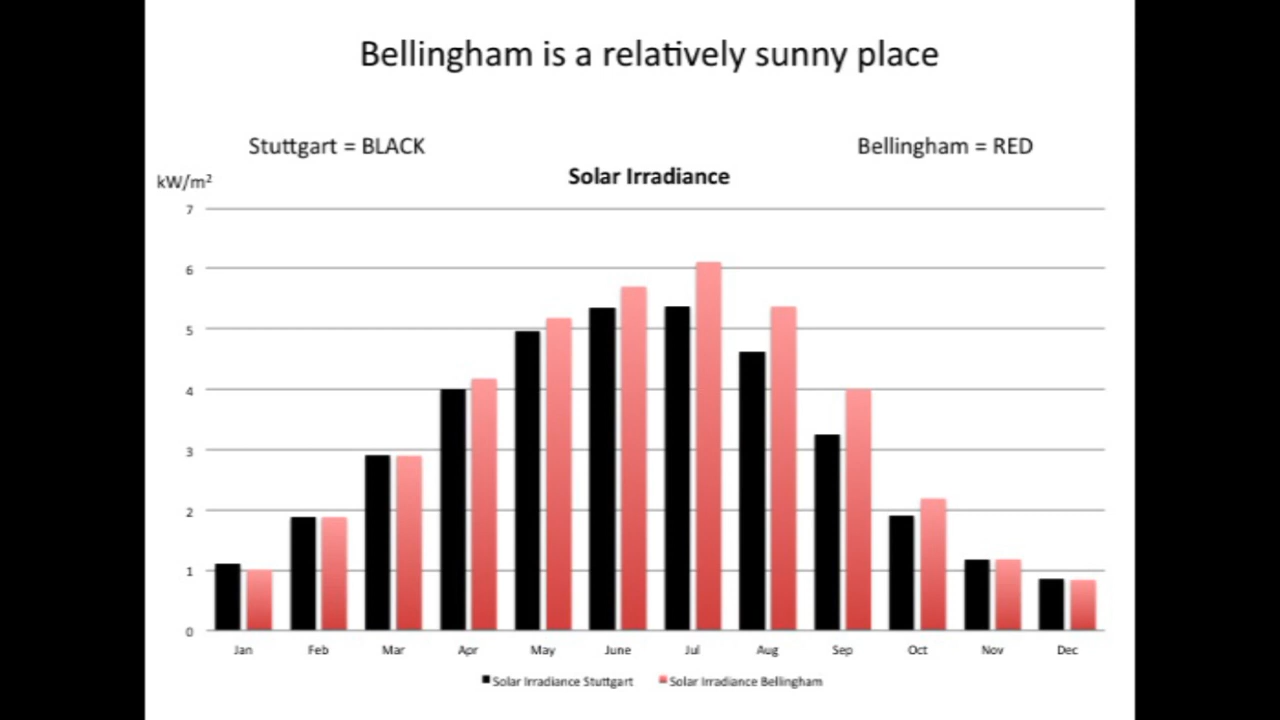 Bellingham is a relatively sunny place
Stuttgart = BLACK
Bellingham = RED
kW/m²
Solar Irradiance
7
6
5
4
3
2
1
0
Jan Feb Mar Apr May June Jul Aug Sep Oct Nov Dec
Solar Irradiance Stuttgart Solar Irradiance Bellingham